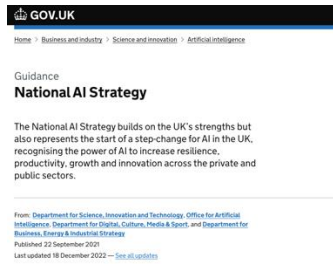 GOV.UK
Home > Business and industry > Science and innovation > Artificial intelligence
Guidance
National AI Strategy
The National AI Strategy builds on the UK's strengths but
also represents the start of a step-change for AI in the UK,
recognising the power of AI to increase resilience,
productivity, growth and innovation across the private and
public sectors.
From: Department for Science, Innovation and Technology, Office for Artificial
Intelligence, Department for Digital, Culture, Media & Sport, and Department for
Business, Energy & Industrial Strategy
Published 22 September 2021
Last updated 18 December 2022 — See all updates